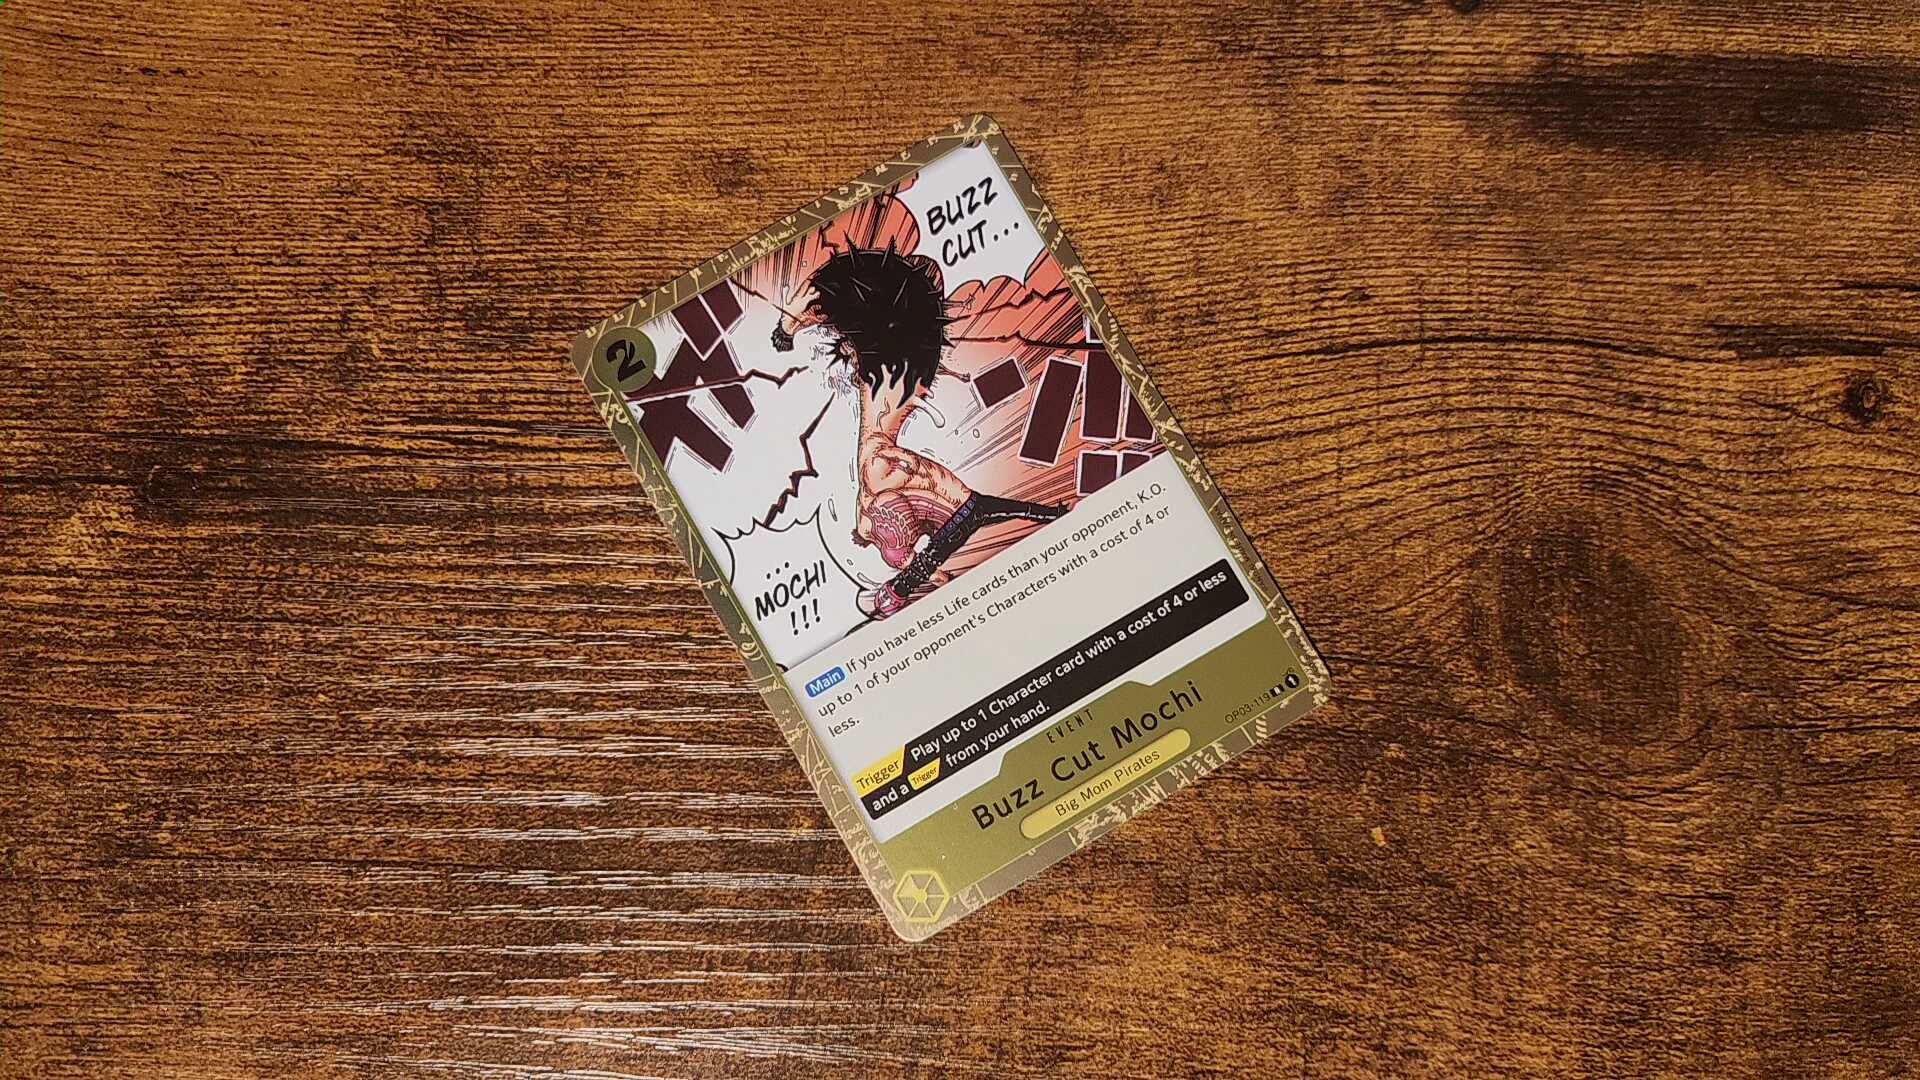 2
BUZZ
CUT...
...
MOCHI
!!!
Main If you have less Life cards than your opponent, K.O.
up to 1 of your opponent's Characters with a cost of 4 or
less.
Trigger Play up to 1 Character card with a cost of 4 or less
and a Trigger from your hand.
EVENT
Buzz Cut Mochi
Big Mom Pirates
OP03-119 R 1